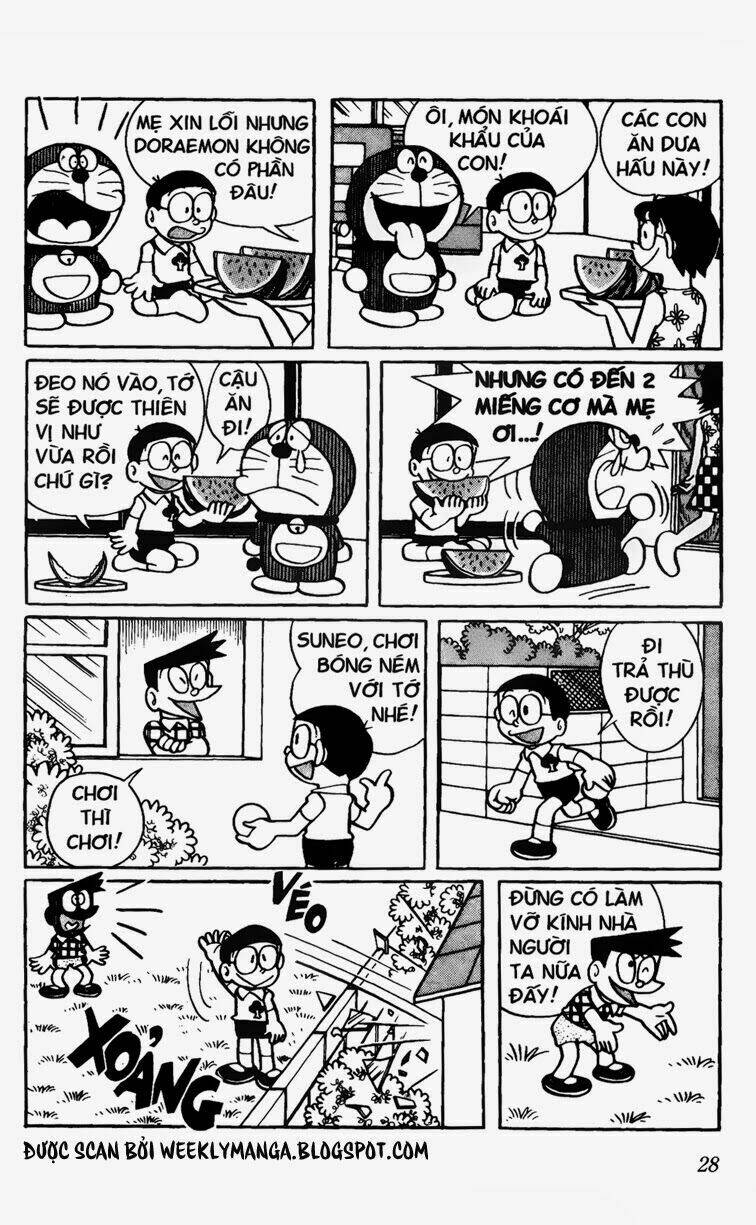 CÁC CON
ĂN DƯA
HẤU NÀY!
ÔI, MÓN KHOÁI
KHẨU CỦA
CON!
MẸ XIN LỖI NHƯNG
DORAEMON KHÔNG
CÓ PHẦN
ĐÂU!
NHƯNG CÓ ĐẾN 2
MIẾNG CƠ MÀ MẸ
ƠI...!
CẬU
ĂN
ĐI!
ĐEO NÓ VÀO, TỚ
SẼ ĐƯỢC THIÊN
VỊ NHƯ
VỪA RỒI
CHỨ GÌ?
ĐI
TRẢ THÙ
ĐƯỢC
RỒI!
SUNEO, CHƠI
BÓNG NÉM
VỚI TỚ
NHÉ!
CHƠI
THÌ
CHƠI!
ĐỪNG CÓ LÀM
VỠ KÍNH NHÀ
NGƯỜI
TA NỮA
ĐẤY!
VÉO
XOẢNG
ĐƯỢC SCAN BỞI WEEKLYMANGA.BLOGSPOT.COM
28